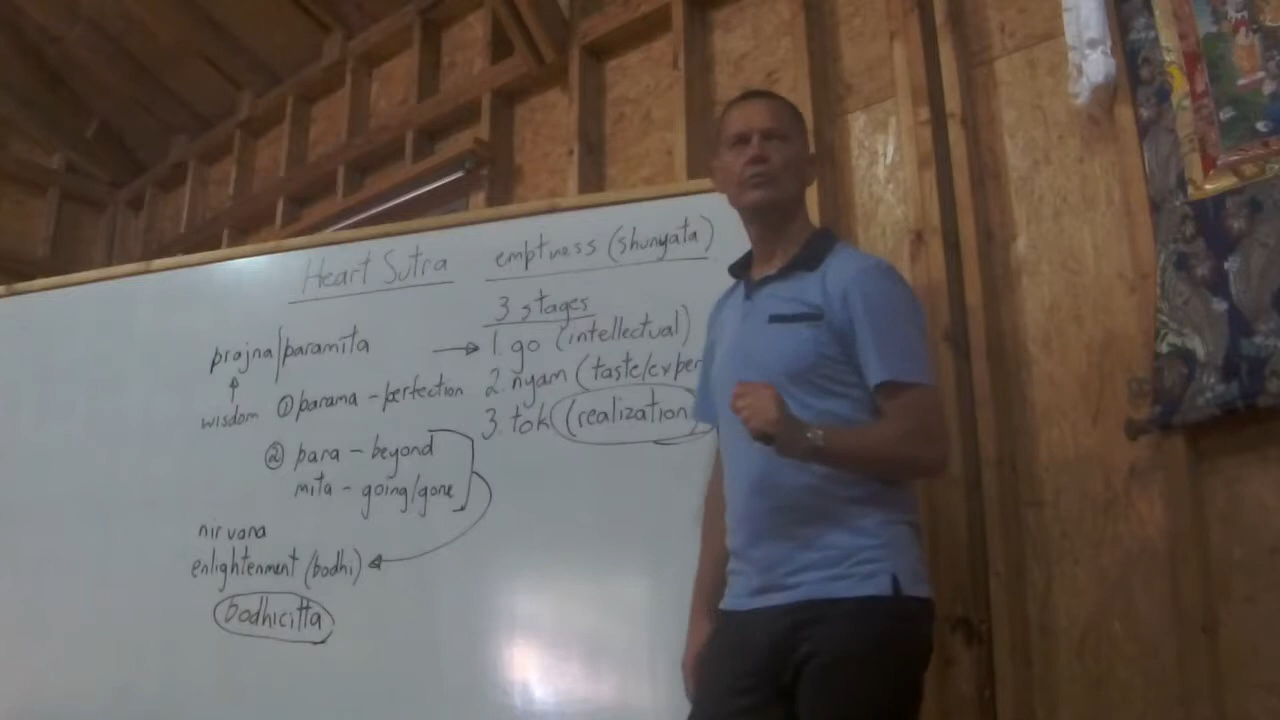 Heart Sutra
emptness (shunyata)
3 stages
prajna/paramita → 1. go (intellectual)
wisdom ① parama - perfection
2. nyam (taste/exper
3. tok (realization)
② para - beyond
mita - going/gone
nirvana
enlightenment (bodhi)
bodhicitta